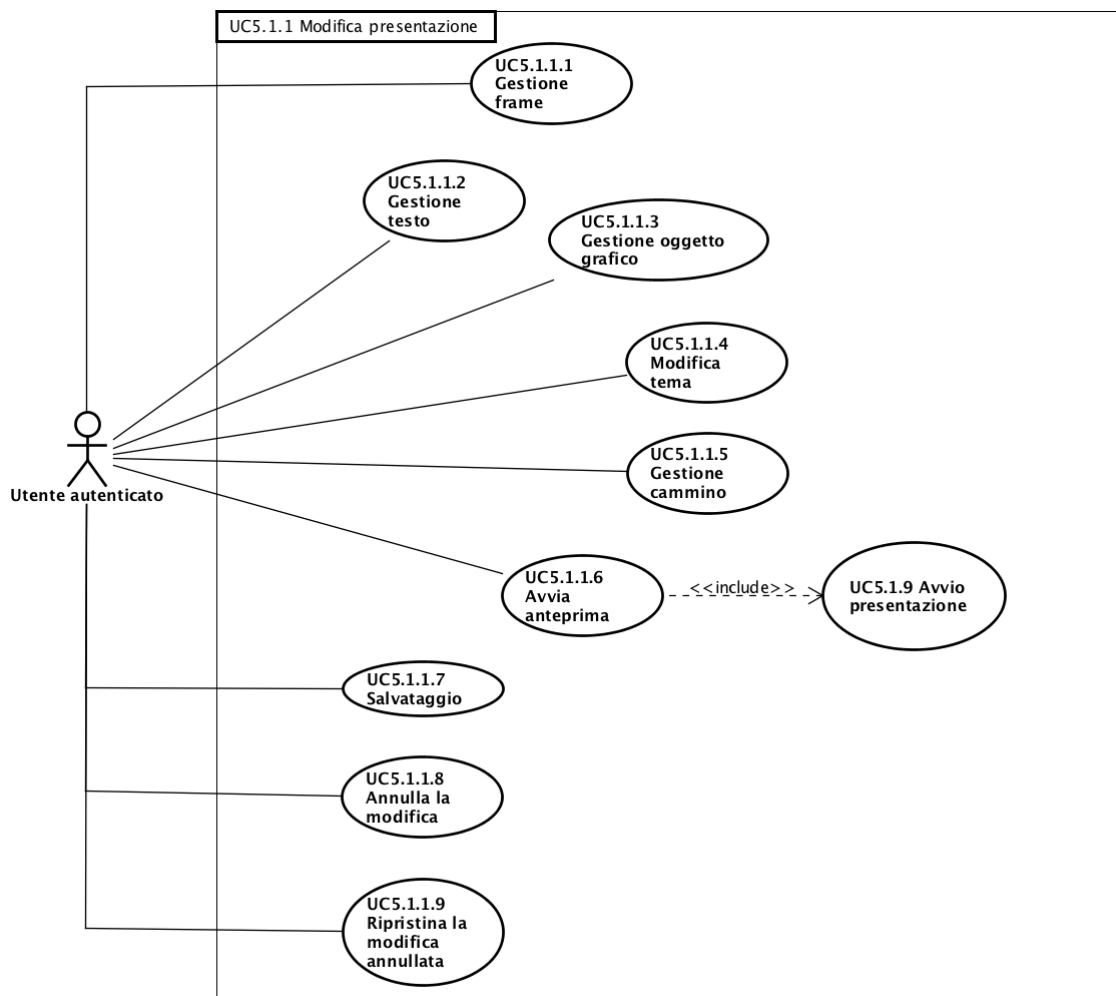 UC5.1.1 Modifica presentazione
UC5.1.1.1
Gestione
frame
UC5.1.1.2
Gestione
testo
UC5.1.1.3
Gestione oggetto
grafico
UC5.1.1.4
Modifica
tema
UC5.1.1.5
Gestione
cammino
Utente autenticato
UC5.1.1.6
Avvia
anteprima
<<include>>
UC5.1.9 Avvio
presentazione
UC5.1.1.7
Salvataggio
UC5.1.1.8
Annulla la
modifica
UC5.1.1.9
Ripristina la
modifica
annullata